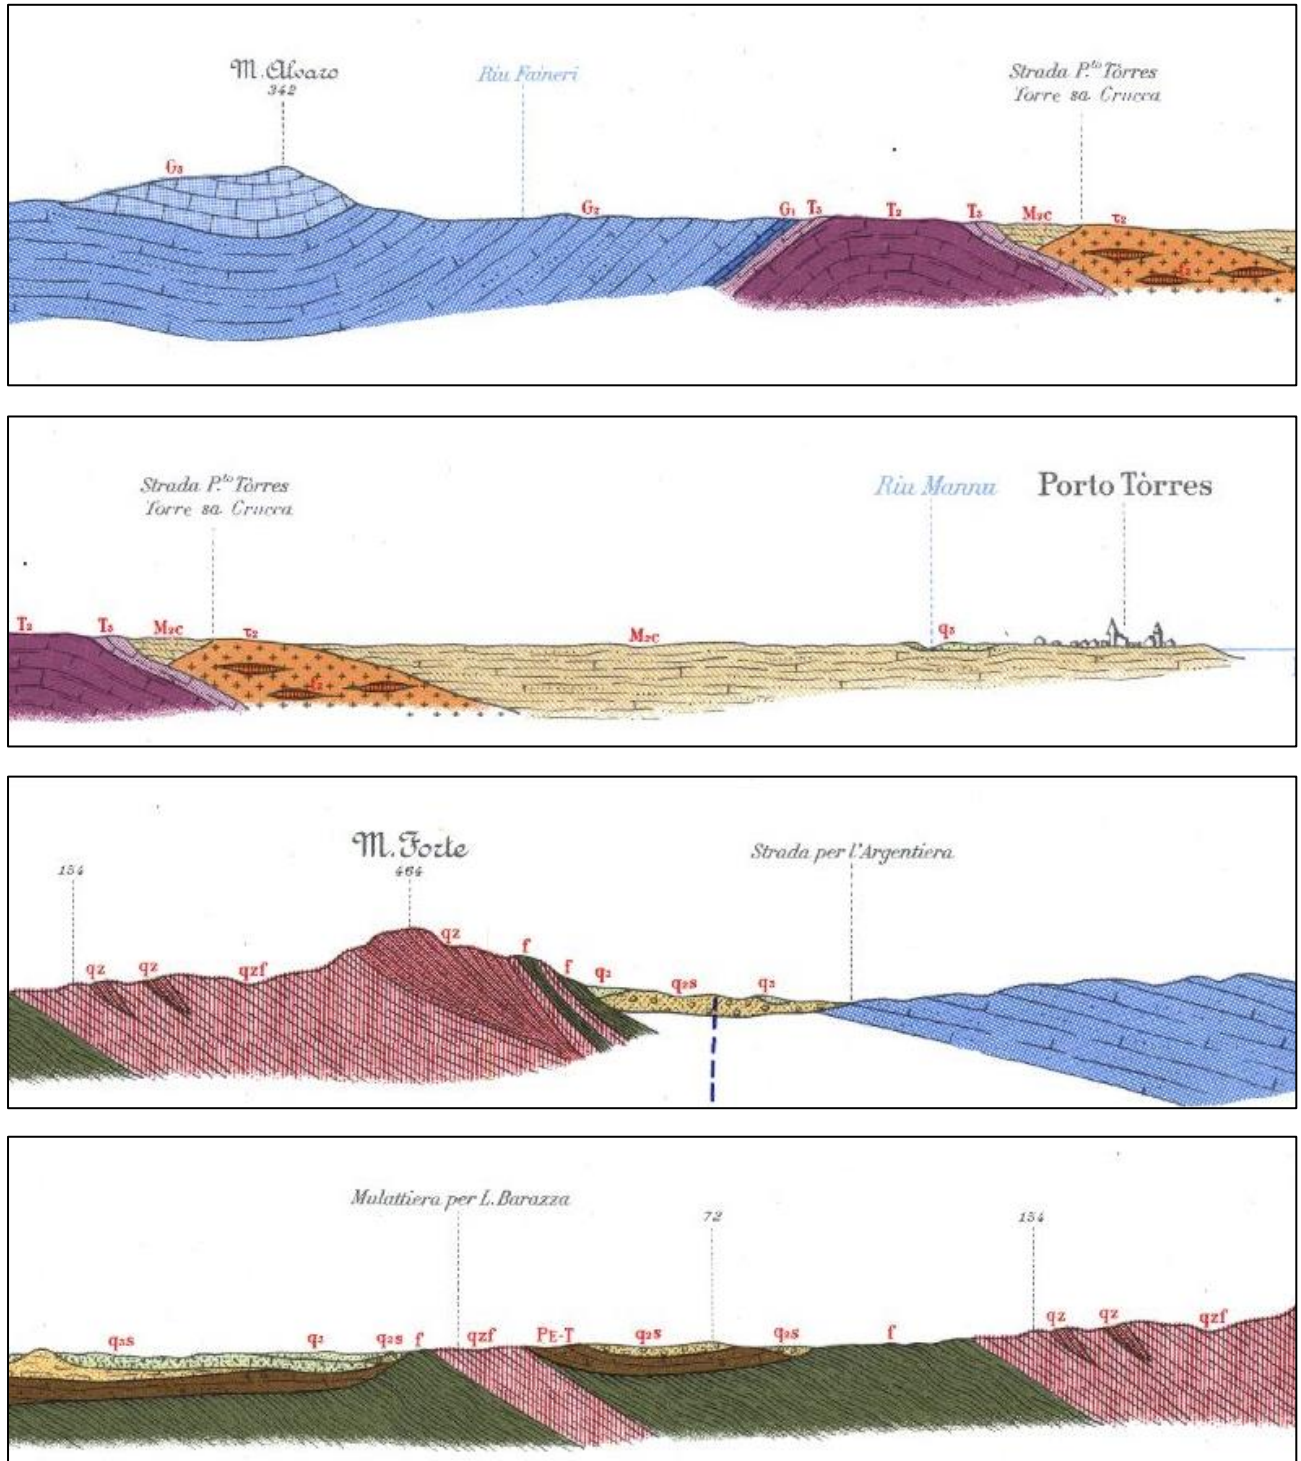 M. Alvaro
342
Riu Faineri
Strada P.to Tòrres
Torre sa Crucca
G3
G2
G1 T3 T2 T3 M2c τ2
Strada P.to Tòrres
Torre sa Crucca
Riu Mannu
Porto Tòrres
T2 T3 M2c τ2 M2c q3
M. Forte
464
154
Strada per l'Argentiera
qz qz qzf qz f f q2 q2s q3
Mulattiera per L. Barazza
72
154
q3s q3 q2s f qzf PE-T q2s q2s f qz qz qzf